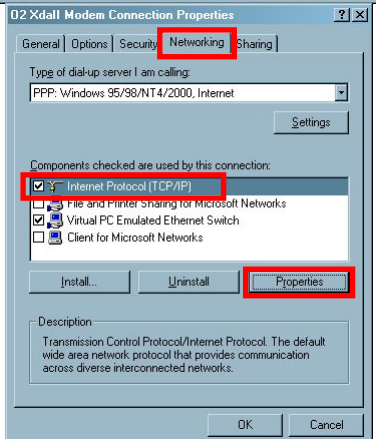 02 Xdall Modem Connection Properties
General Options Security Networking Sharing
Type of dial-up server I am calling:
PPP: Windows 95/98/NT4/2000, Internet
Settings
Components checked are used by this connection:
Internet Protocol (TCP/IP)
File and Printer Sharing for Microsoft Networks
Virtual PC Emulated Ethernet Switch
Client for Microsoft Networks
Install... Uninstall Properties
Description
Transmission Control Protocol/Internet Protocol. The default
wide area network protocol that provides communication
across diverse interconnected networks.
OK Cancel